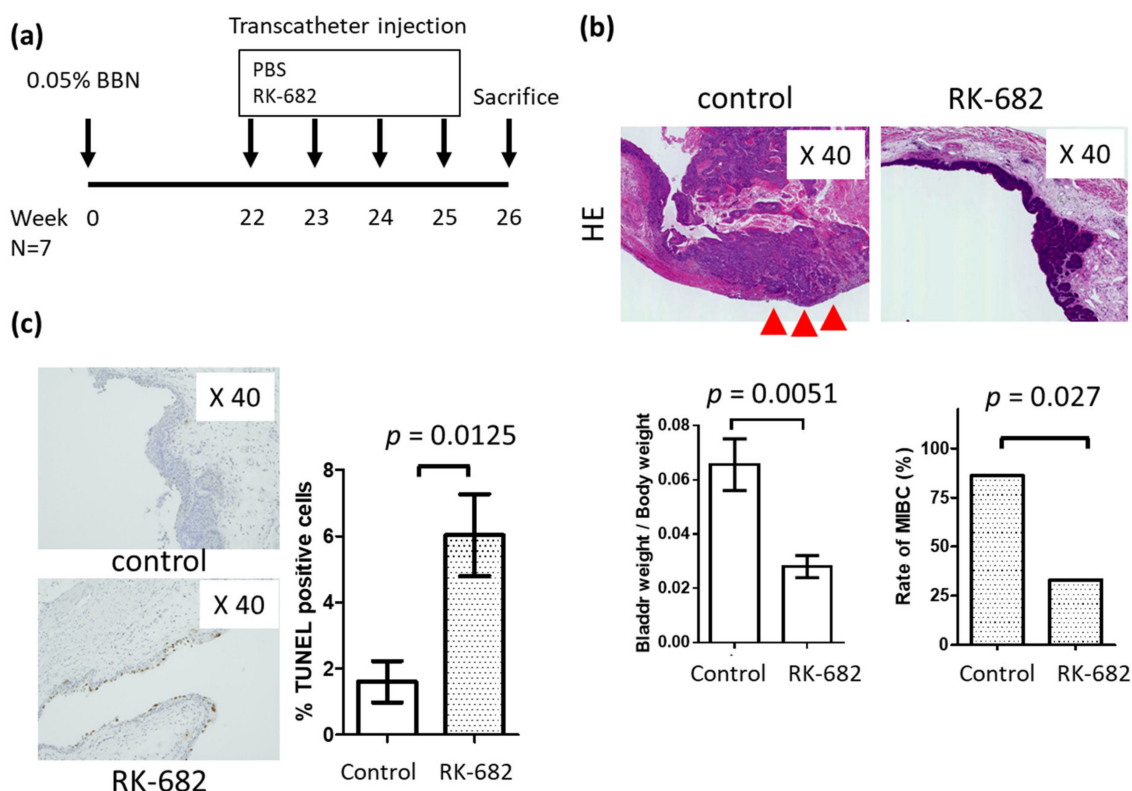 (a)
Transcatheter injection
0.05% BBN
PBS
RK-682
Sacrifice
Week 0 22 23 24 25 26
N=7
(b)
control RK-682
HE
X 40 X 40
p = 0.0051
Bladdr weight / Body weight
0.08
0.06
0.04
0.02
0.00
Control RK-682
p = 0.027
Rate of MIBC (%)
100
75
50
25
0
Control RK-682
(c)
X 40
control
X 40
RK-682
p = 0.0125
% TUNEL positive cells
8
6
4
2
0
Control RK-682